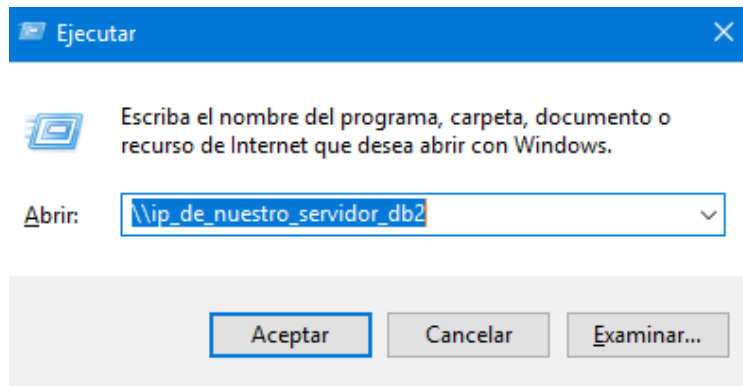 Ejecutar
Escriba el nombre del programa, carpeta, documento o
recurso de Internet que desea abrir con Windows.
Abrir: \\ip_de_nuestro_servidor_db2
Aceptar Cancelar Examinar...